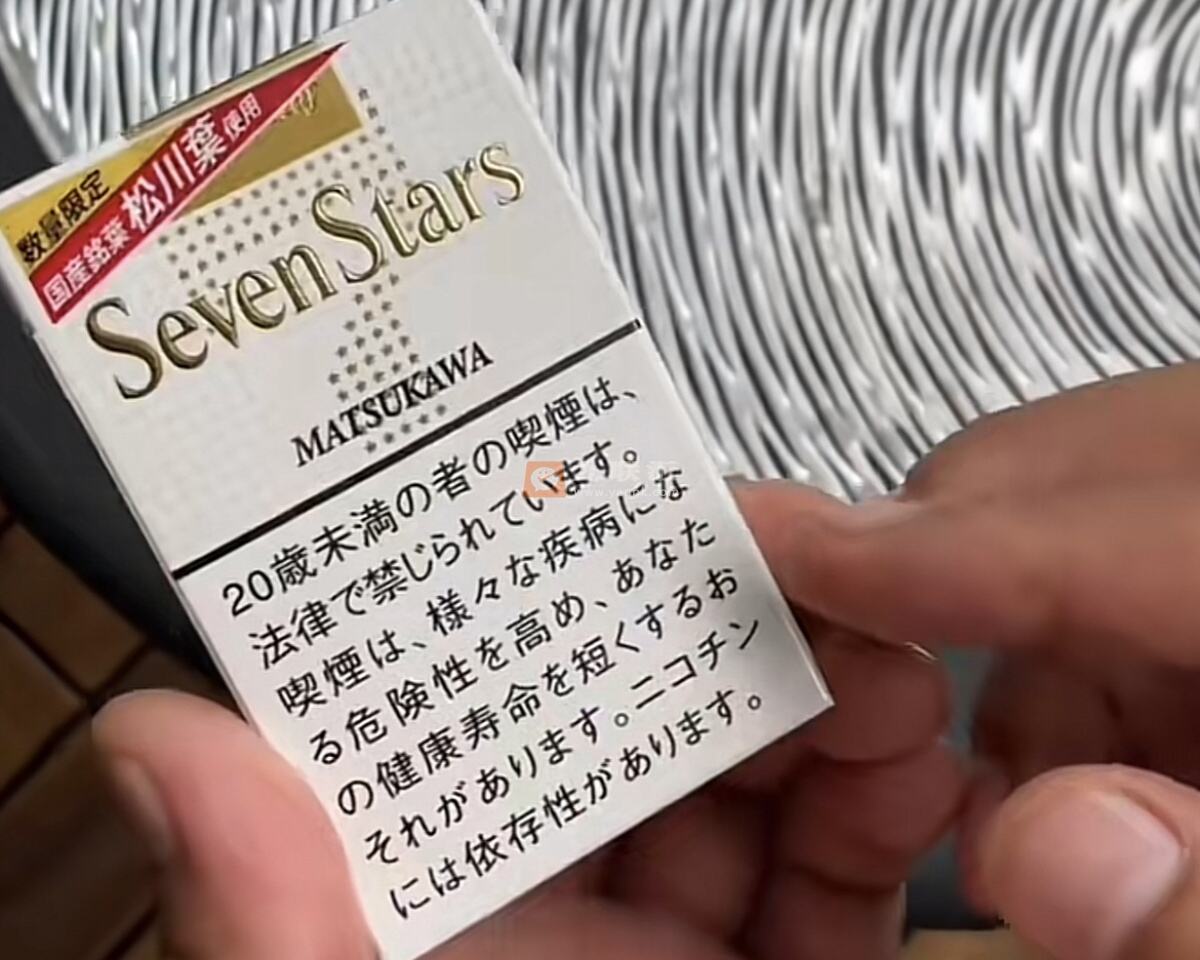 数量限定
国産銘葉 松川葉 使用
SevenStars
MATSUKAWA
20歳未満の者の喫煙は、
法律で禁じられています。
喫煙は、様々な疾病にな
る危険性を高め、あなた
の健康寿命を短くするお
それがあります。ニコチン
には依存性があります。